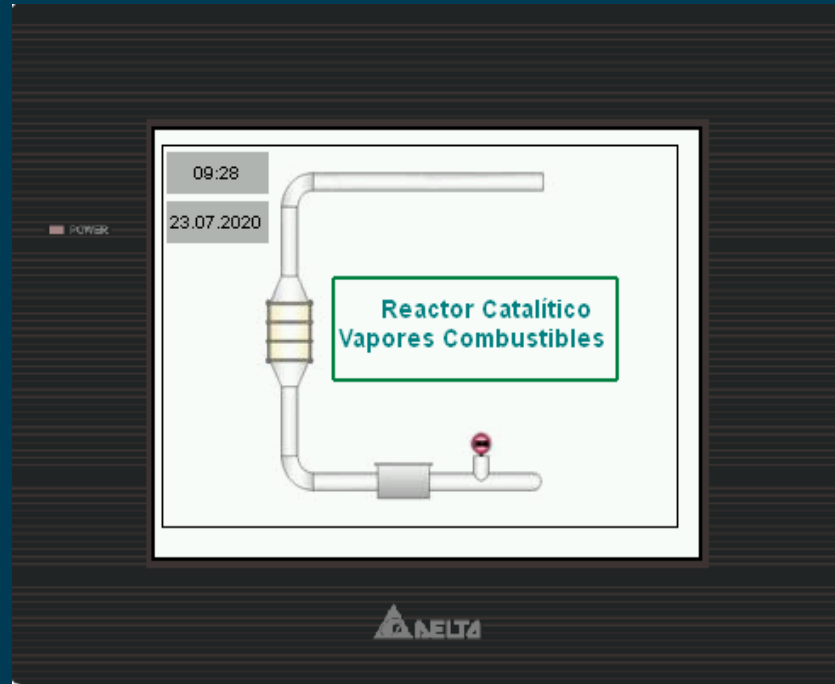 09:28
23.07.2020
POWER
Reactor Catalítico
Vapores Combustibles
DELTA